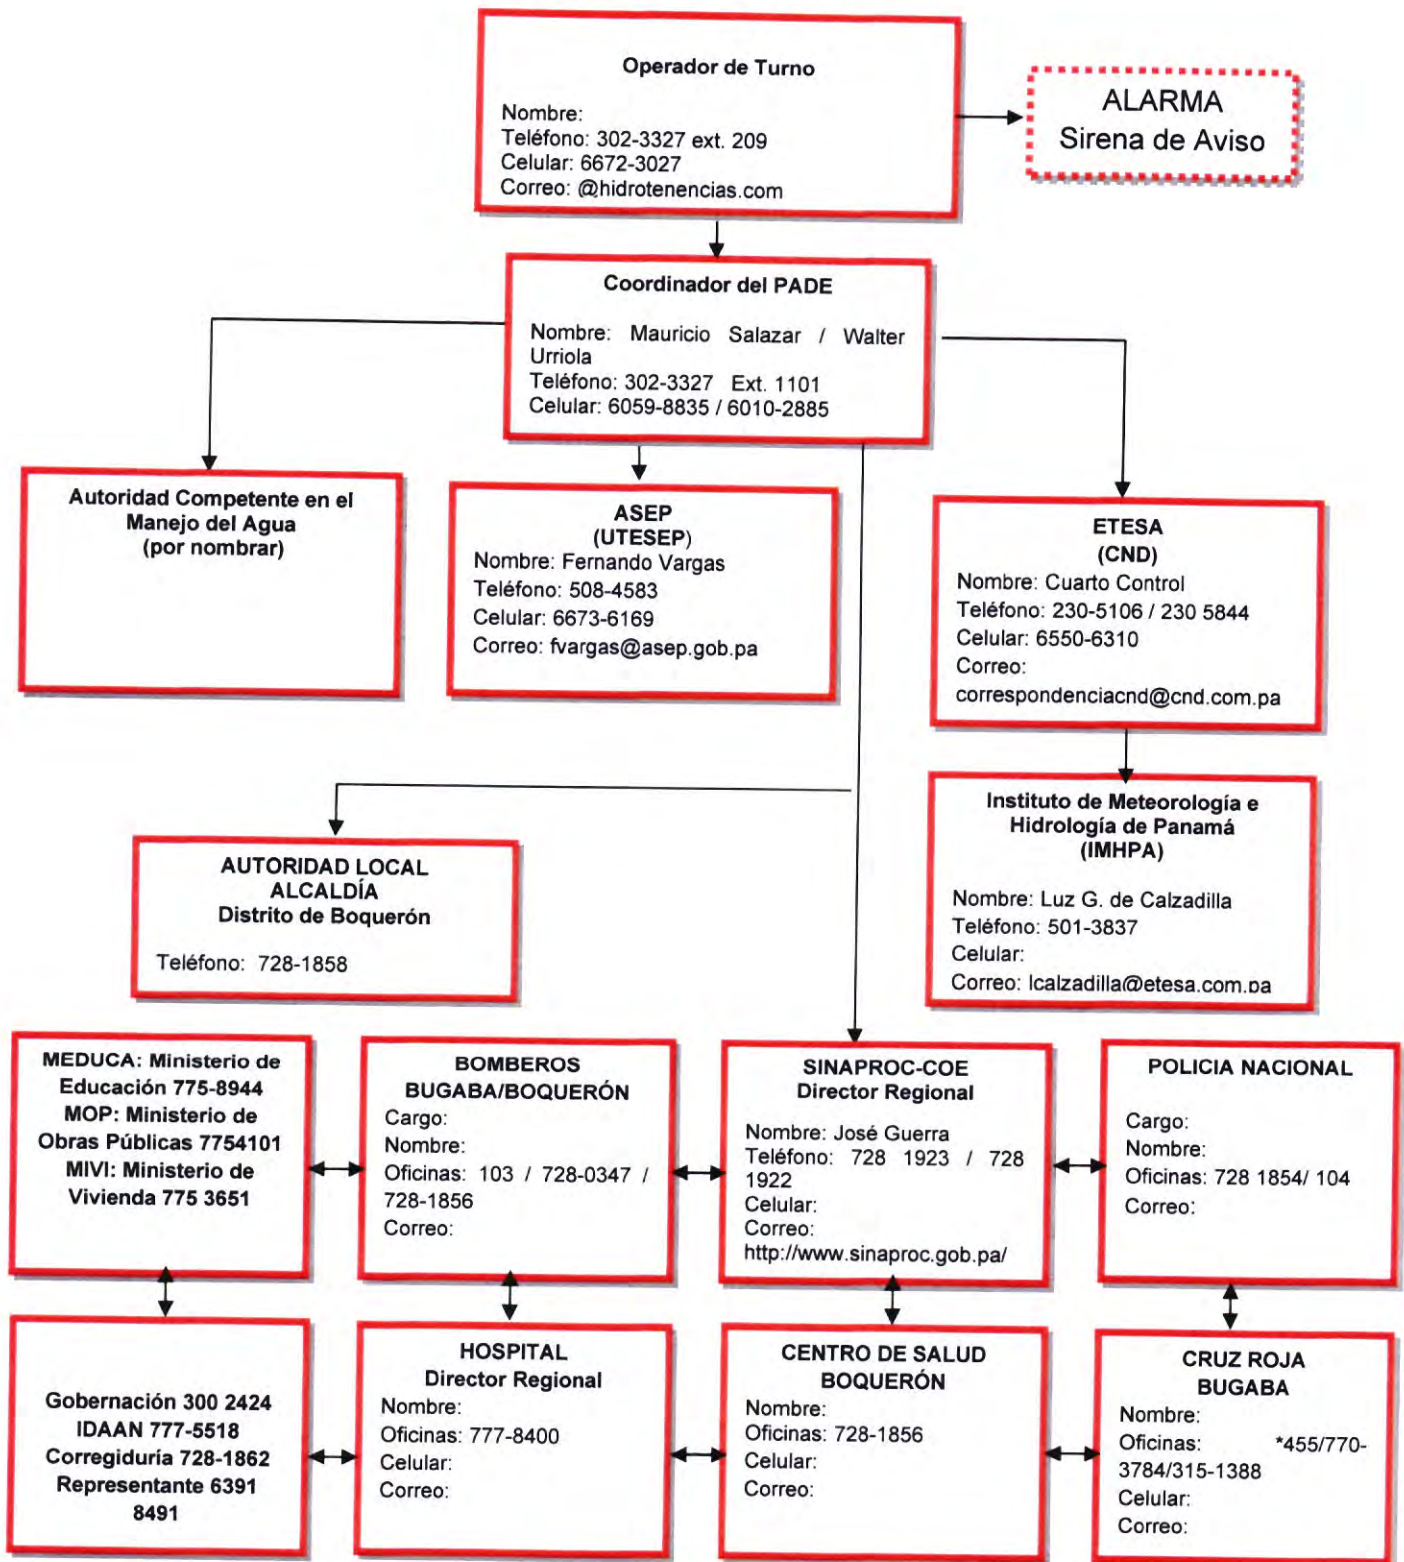 Operador de Turno
Nombre:
Teléfono: 302-3327 ext. 209
Celular: 6672-3027
Correo: @hidrotenencias.com
ALARMA
Sirena de Aviso
Coordinador del PADE
Nombre: Mauricio Salazar / Walter
Urriola
Teléfono: 302-3327 Ext. 1101
Celular: 6059-8835 / 6010-2885
Autoridad Competente en el
Manejo del Agua
(por nombrar)
ASEP
(UTESEP)
Nombre: Fernando Vargas
Teléfono: 508-4583
Celular: 6673-6169
Correo: fvargas@asep.gob.pa
ETESA
(CND)
Nombre: Cuarto Control
Teléfono: 230-5106 / 230 5844
Celular: 6550-6310
Correo:
correspondenciacnd@cnd.com.pa
Instituto de Meteorología e
Hidrología de Panamá
(IMHPA)
Nombre: Luz G. de Calzadilla
Teléfono: 501-3837
Celular:
Correo: lcalzadilla@etesa.com.pa
AUTORIDAD LOCAL
ALCALDÍA
Distrito de Boquerón
Teléfono: 728-1858
MEDUCA: Ministerio de
Educación 775-8944
MOP: Ministerio de
Obras Públicas 7754101
MIVI: Ministerio de
Vivienda 775 3651
BOMBEROS
BUGABA/BOQUERÓN
Cargo:
Nombre:
Oficinas: 103 / 728-0347 /
728-1856
Correo:
SINAPROC-COE
Director Regional
Nombre: José Guerra
Teléfono: 728 1923 / 728
1922
Celular:
Correo:
http://www.sinaproc.gob.pa/
POLICIA NACIONAL
Cargo:
Nombre:
Oficinas: 728 1854/ 104
Correo:
Gobernación 300 2424
IDAAN 777-5518
Corregiduría 728-1862
Representante 6391
8491
HOSPITAL
Director Regional
Nombre:
Oficinas: 777-8400
Celular:
Correo:
CENTRO DE SALUD
BOQUERÓN
Nombre:
Oficinas: 728-1856
Celular:
Correo:
CRUZ ROJA
BUGABA
Nombre:
Oficinas: *455/770-
3784/315-1388
Celular:
Correo: